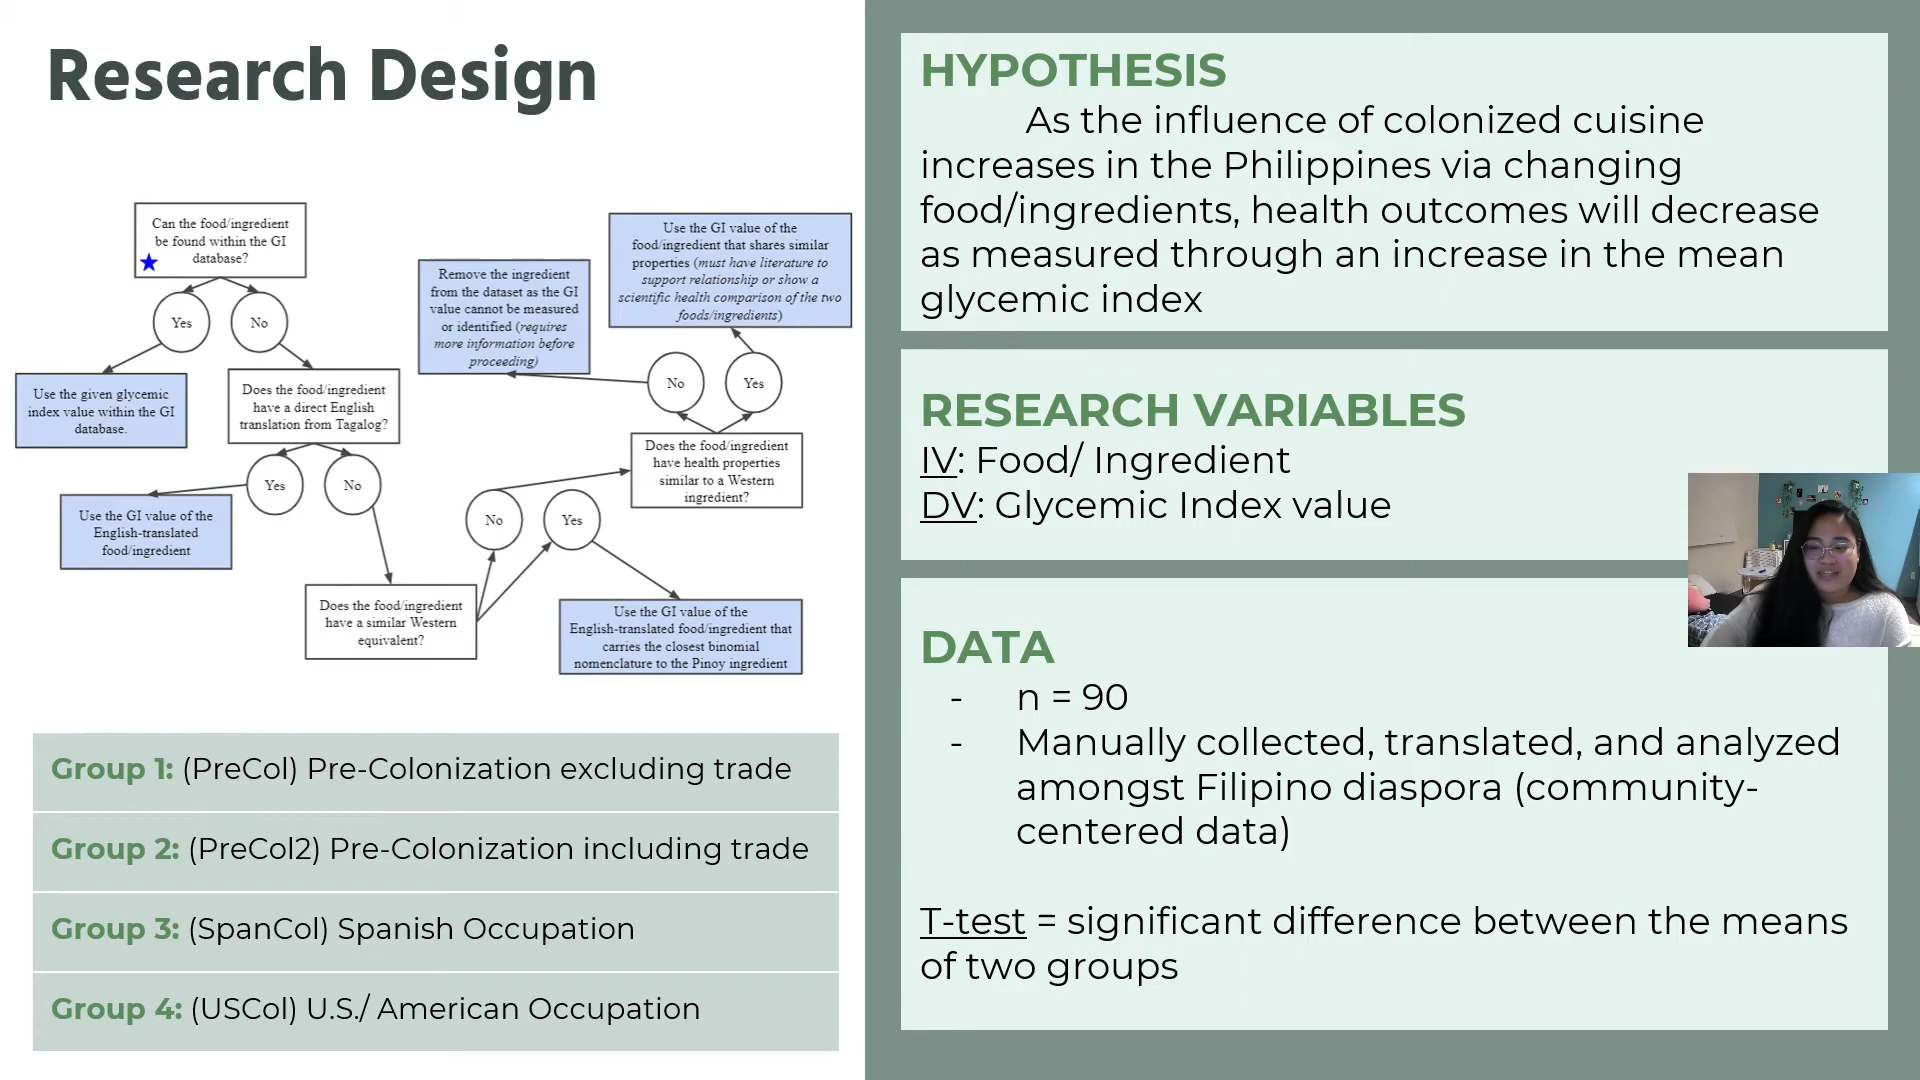 Research Design
Can the food/ingredient
be found within the GI
database?
Yes
No
Use the given glycemic
index value within the GI
database.
Does the food/ingredient
have a direct English
translation from Tagalog?
Yes
No
Use the GI value of the
English-translated
food/ingredient
Does the food/ingredient
have a similar Western
equivalent?
No
Yes
Use the GI value of the
English-translated food/ingredient that
carries the closest binomial
nomenclature to the Pinoy ingredient
Does the food/ingredient
have health properties
similar to a Western
ingredient?
No
Yes
Remove the ingredient
from the dataset as the GI
value cannot be measured
or identified (requires
more information before
proceeding)
Use the GI value of the
food/ingredient that shares similar
properties (must have literature to
support relationship or show a
scientific health comparison of the two
foods/ingredients)
Group 1: (PreCol) Pre-Colonization excluding trade
Group 2: (PreCol2) Pre-Colonization including trade
Group 3: (SpanCol) Spanish Occupation
Group 4: (USCol) U.S./ American Occupation
HYPOTHESIS
As the influence of colonized cuisine
increases in the Philippines via changing
food/ingredients, health outcomes will decrease
as measured through an increase in the mean
glycemic index
RESEARCH VARIABLES
IV: Food/ Ingredient
DV: Glycemic Index value
DATA
- n = 90
- Manually collected, translated, and analyzed
amongst Filipino diaspora (community-
centered data)
T-test = significant difference between the means
of two groups